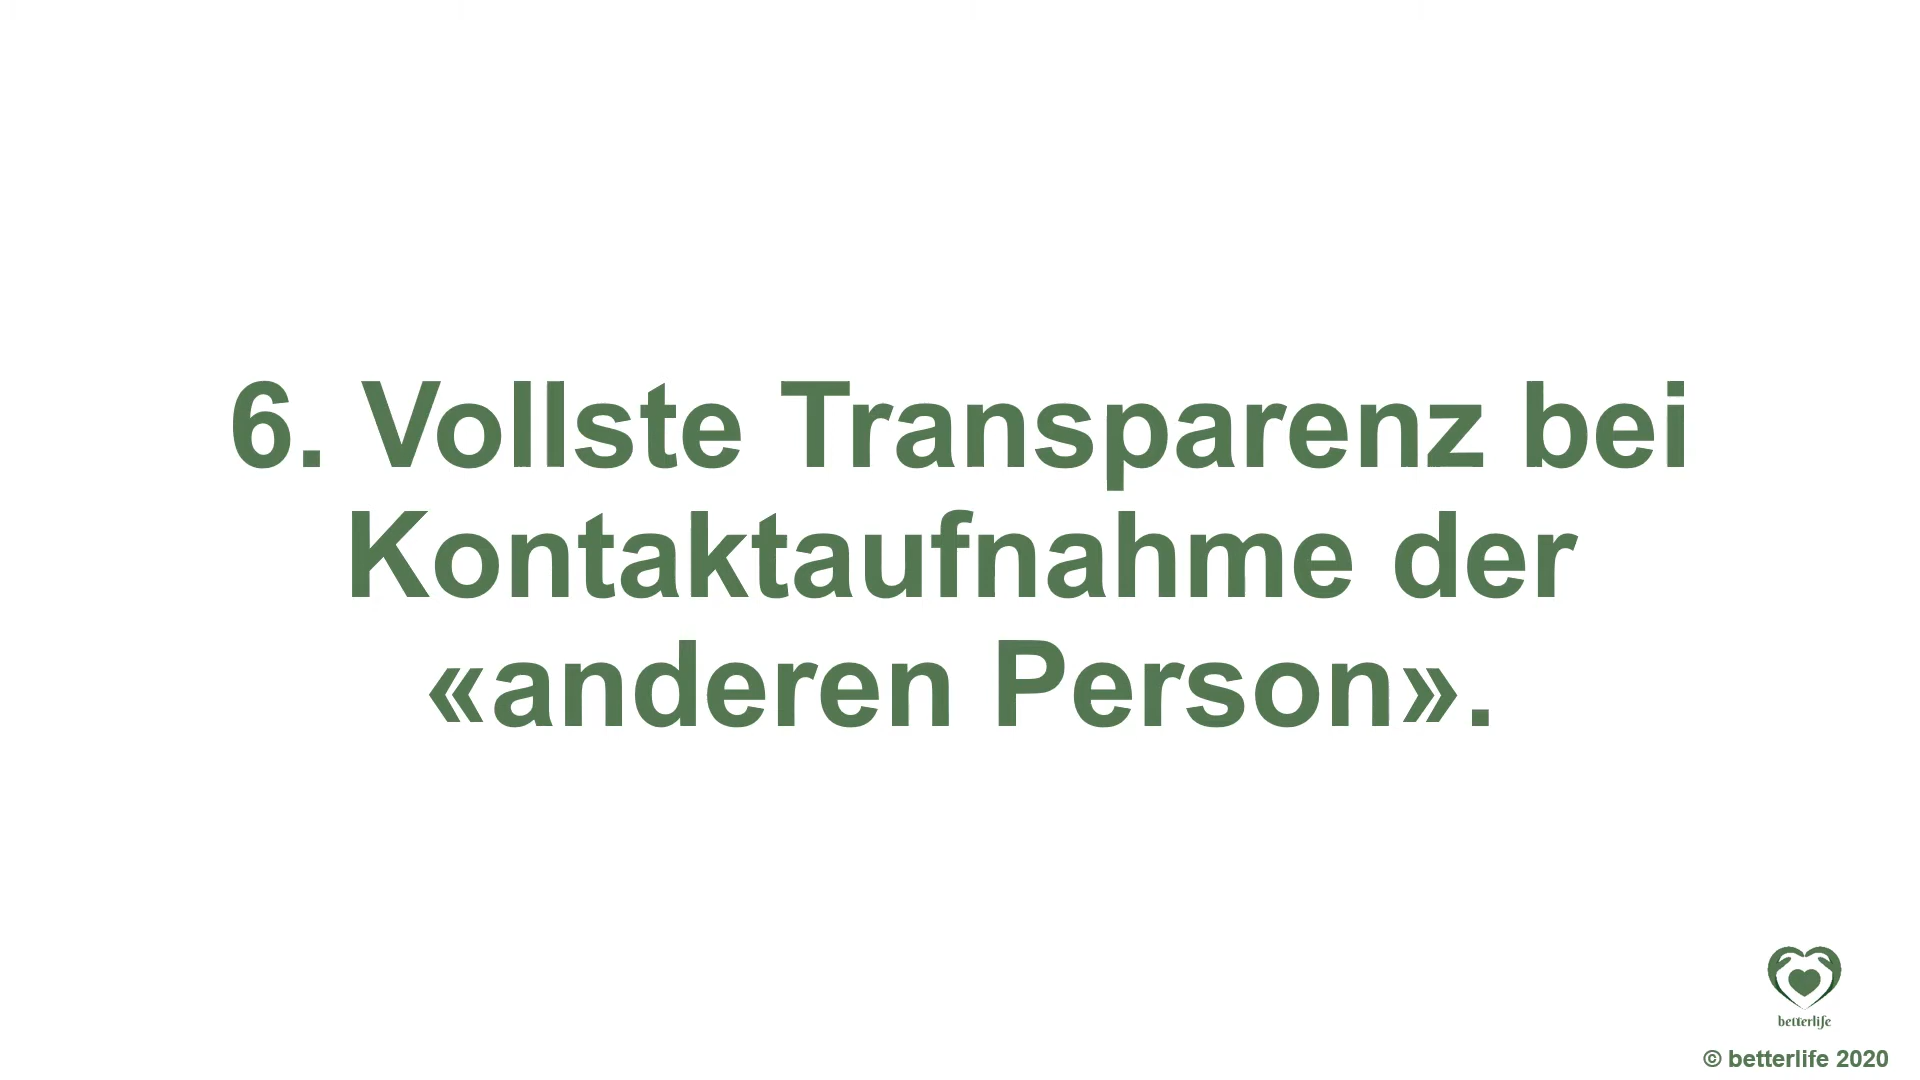 6. Vollste Transparenz bei
Kontaktaufnahme der
«anderen Person».
betterlife
© betterlife 2020